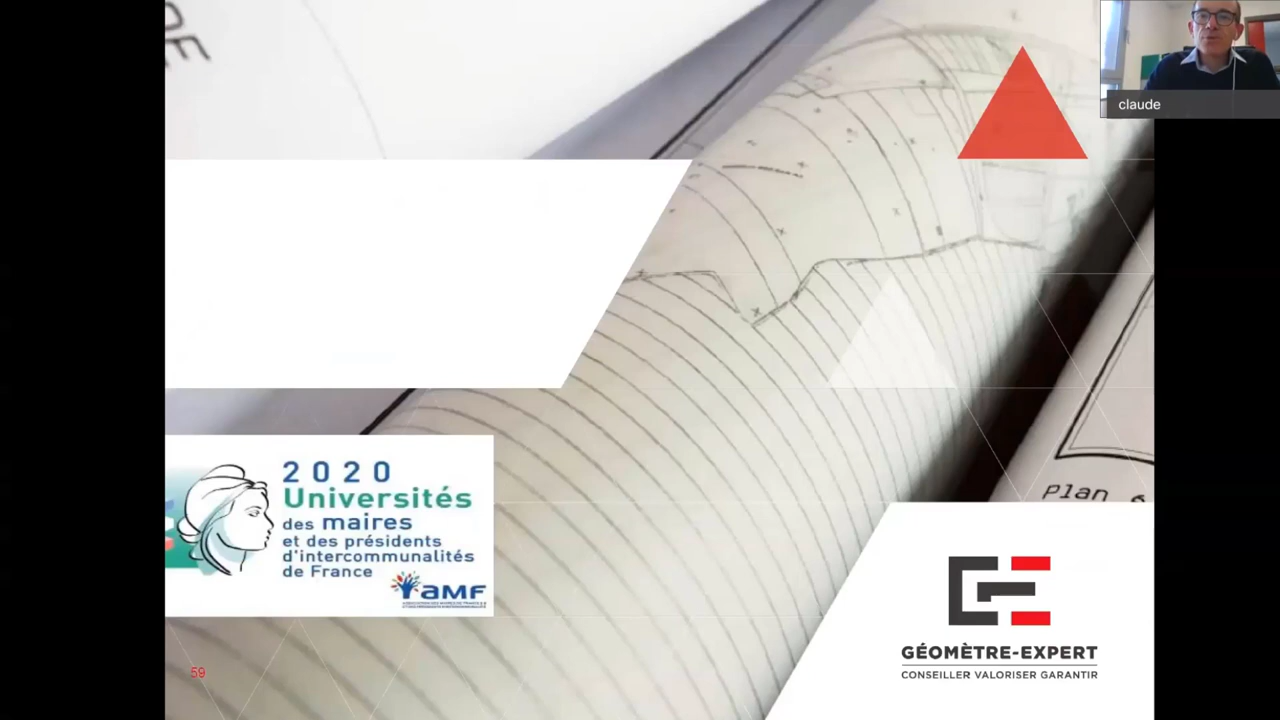 DE
claude
2020
Universités
des maires
et des présidents
d'intercommunalités
de France
AMF
plan
59
GÉOMÈTRE-EXPERT
CONSEILLER VALORISER GARANTIR